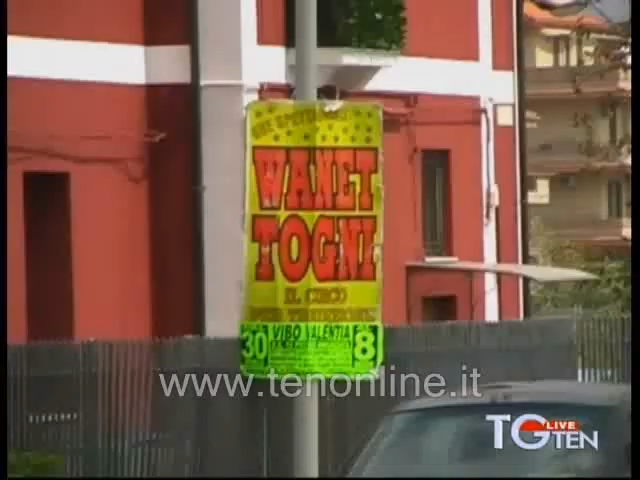 WANET
TOGNI
IL CIRCO
30 VIBO VALENTIA 8
www.tenonline.it
TG LIVE TEN